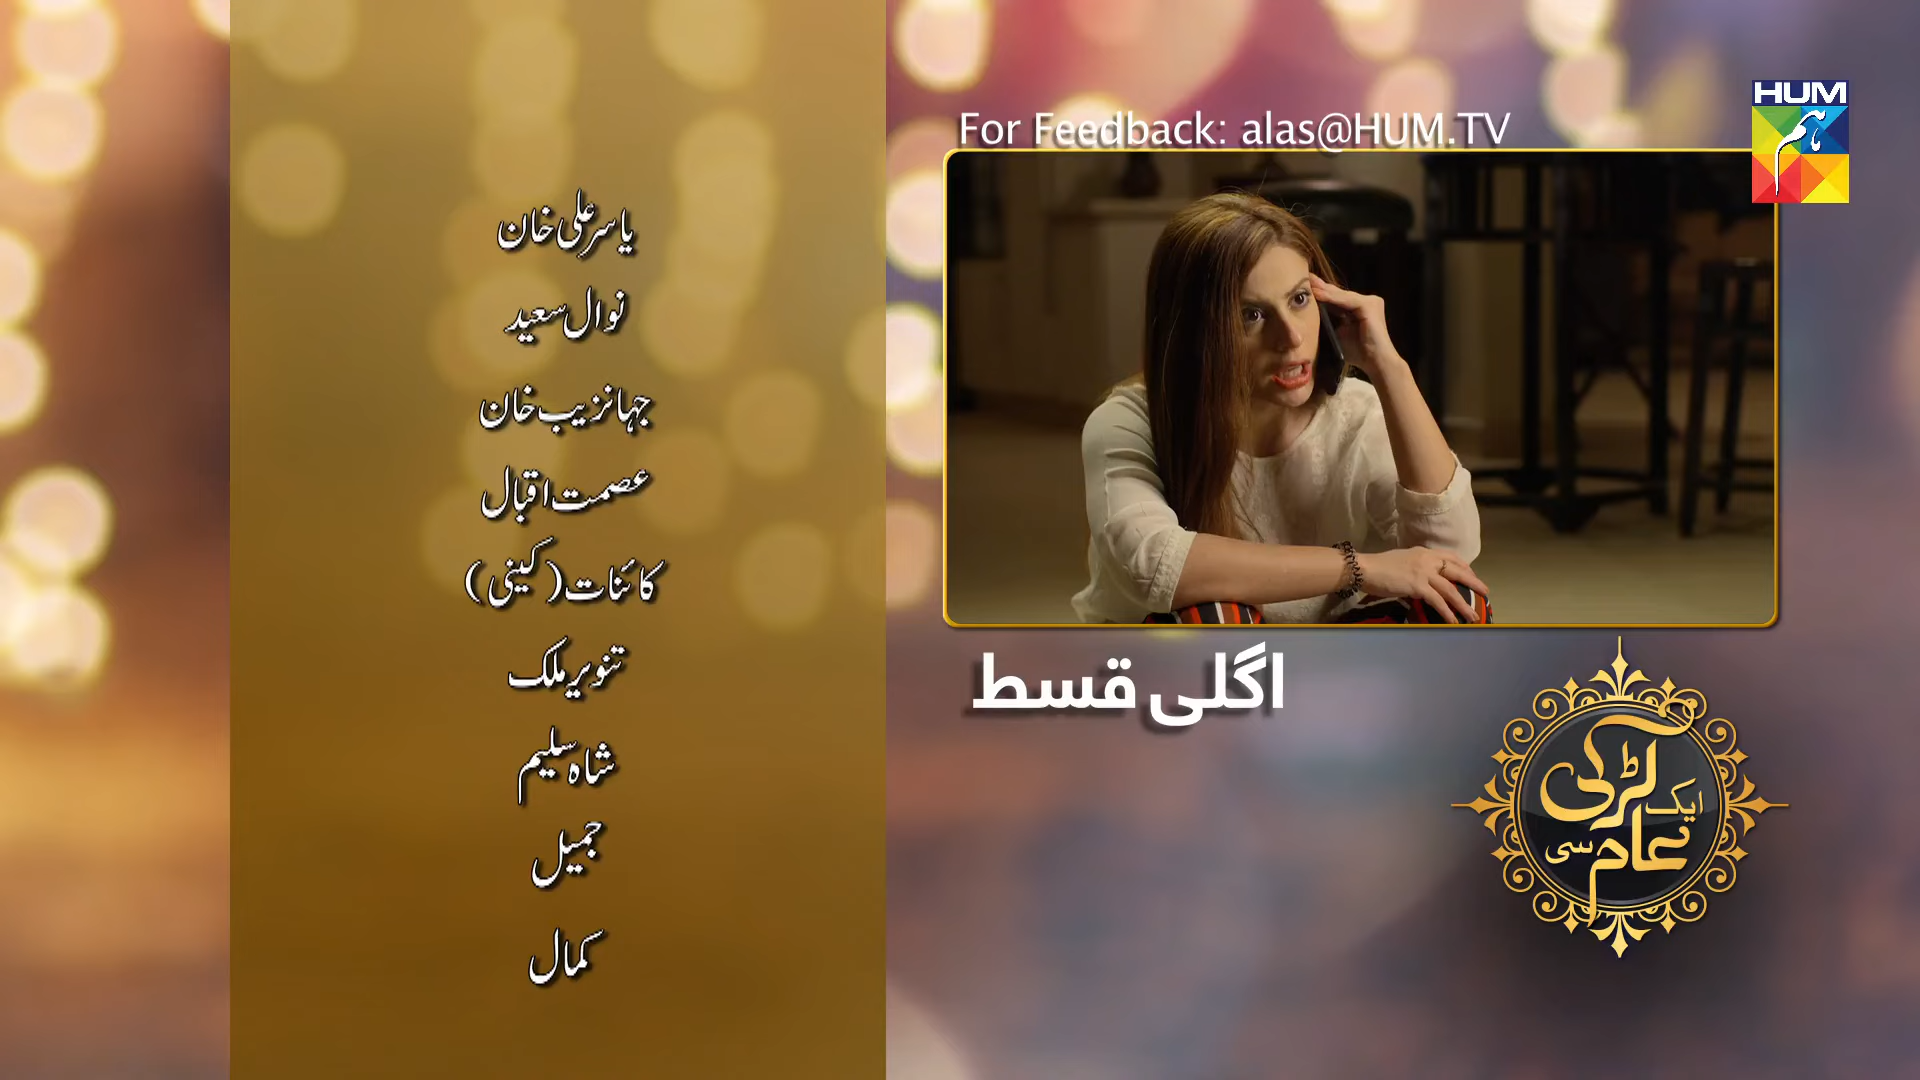 یاسر علی خان
نوال سعید
جہانزیب خان
عصمت اقبال
کائنات (کینی)
تنویر ملک
شاہ سلیم
جمیل
کمال
For Feedback: alas@HUM.TV
HUM
ہم
اگلی قسط
ایک لڑکی
عام سی